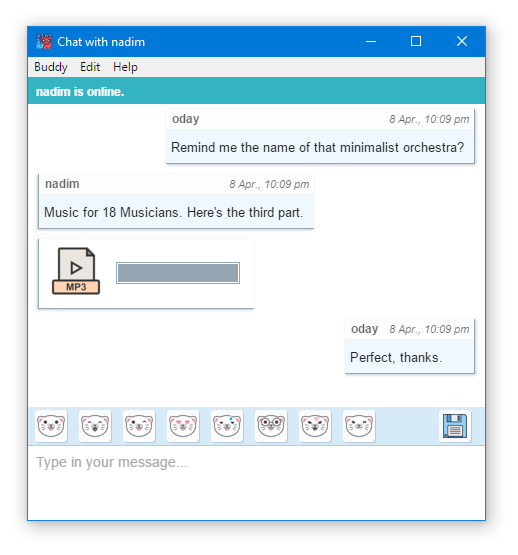 Chat with nadim
Buddy Edit Help
nadim is online.
oday 8 Apr., 10:09 pm
Remind me the name of that minimalist orchestra?
nadim 8 Apr., 10:09 pm
Music for 18 Musicians. Here's the third part.
MP3
oday 8 Apr., 10:09 pm
Perfect, thanks.
Type in your message...